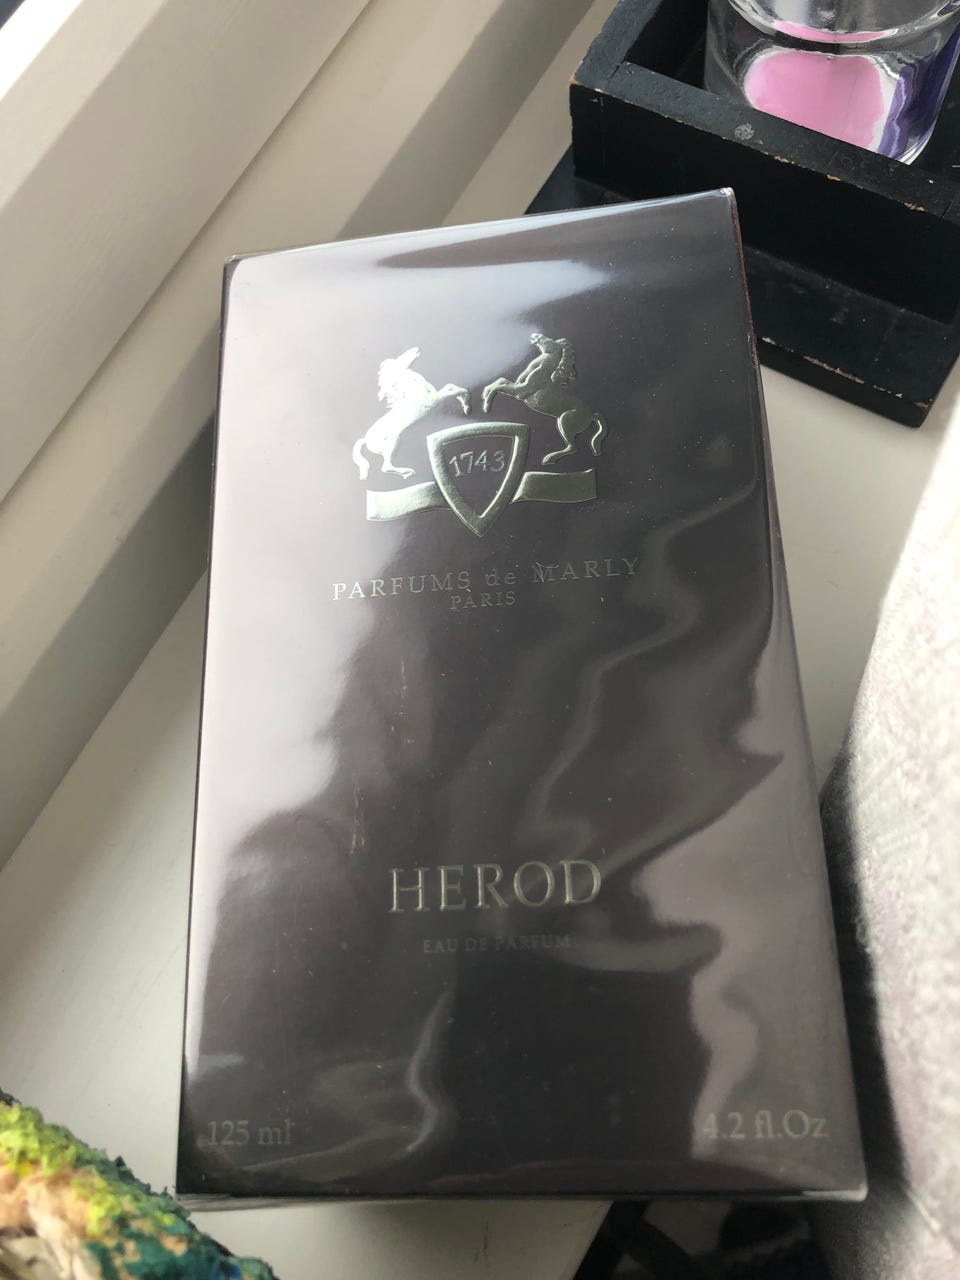 1743
PARFUMS de MARLY
PARIS
HEROD
EAU DE PARFUM
125 ml
4.2 fl.Oz